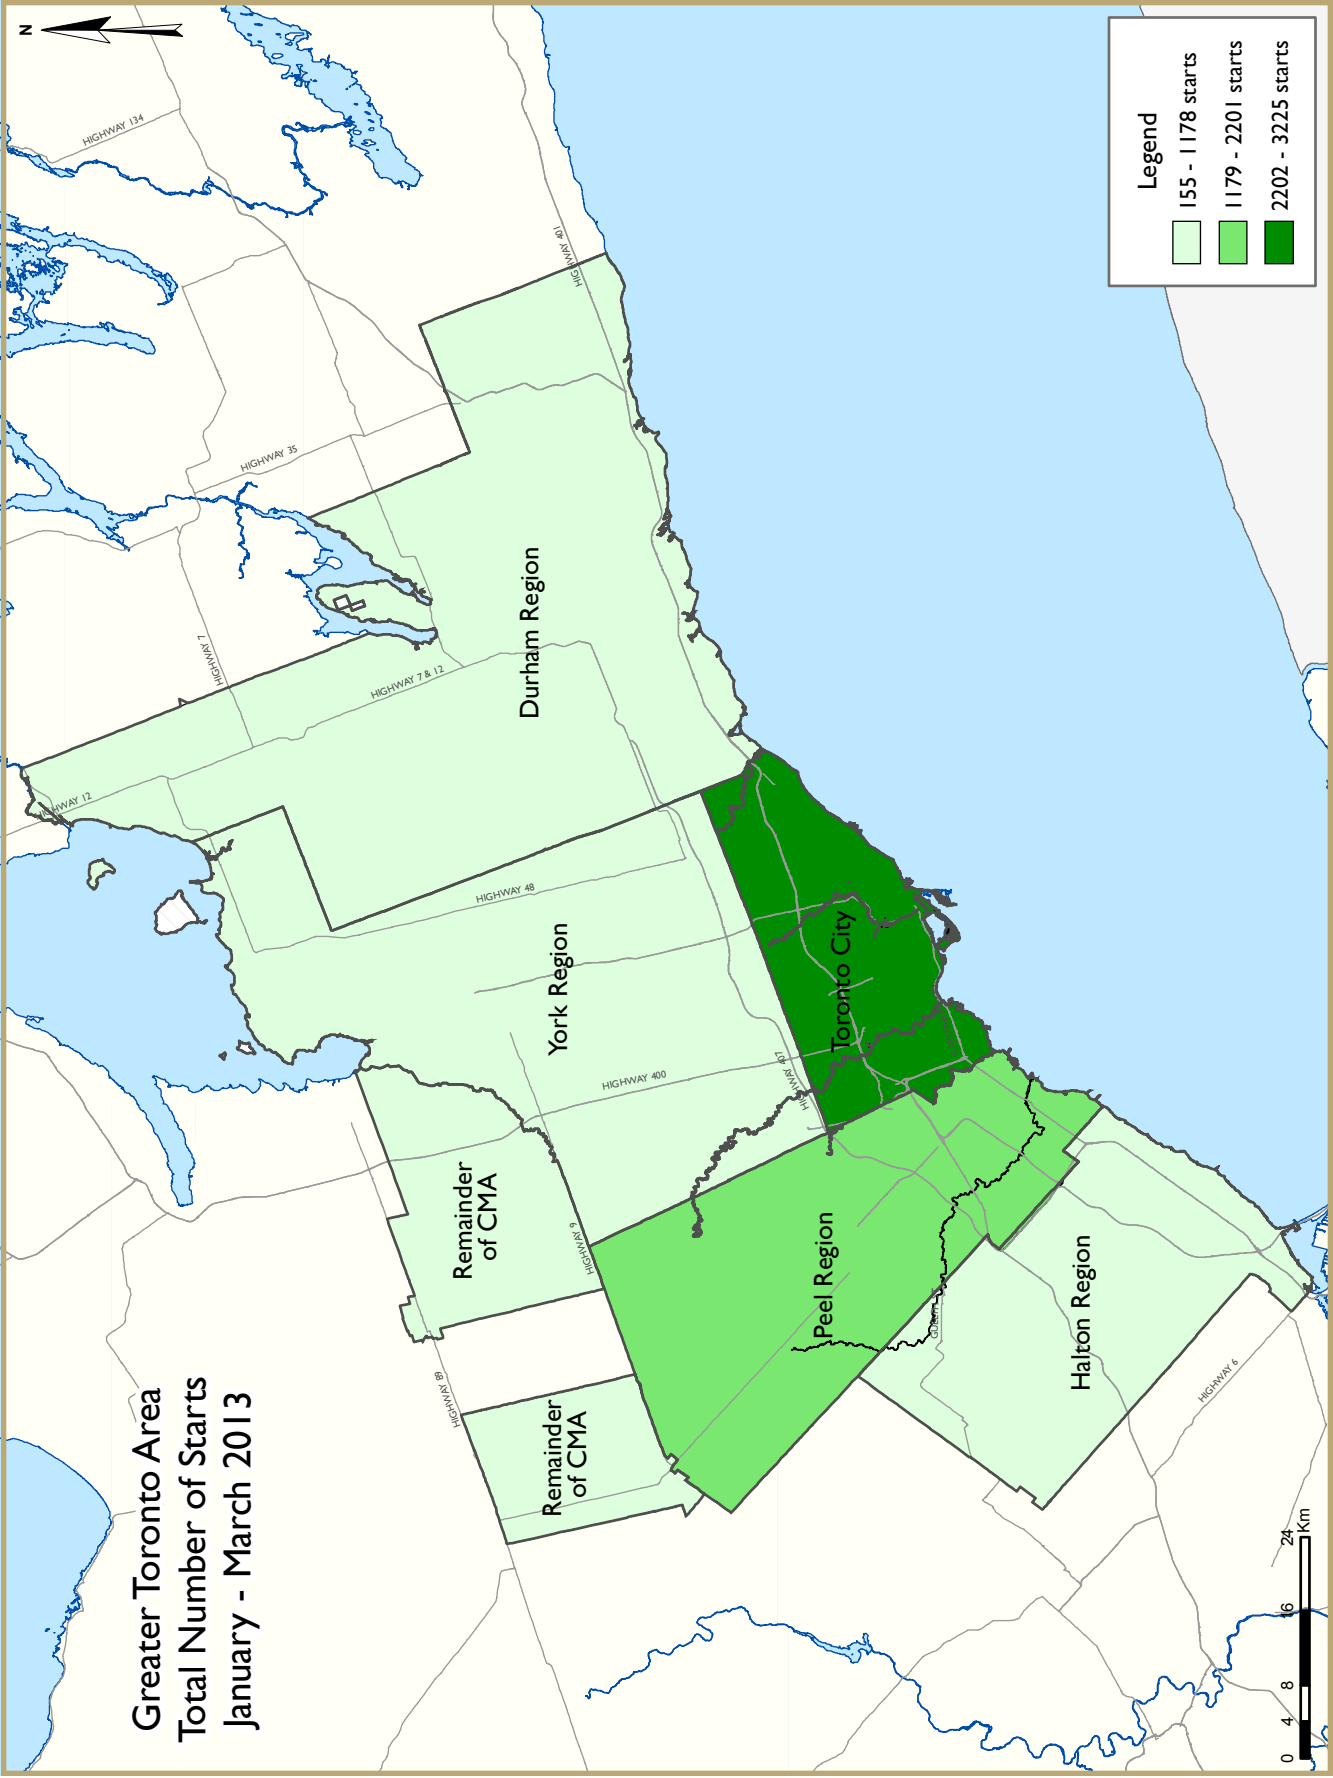 Greater Toronto Area
Total Number of Starts
January - March 2013
N
HIGHWAY 134
HIGHWAY 401
HIGHWAY 35
HIGHWAY 7
HIGHWAY 7 & 12
HIGHWAY 12
Durham Region
HIGHWAY 48
York Region
HIGHWAY 400
HIGHWAY 407
Toronto City
Remainder
of CMA
HIGHWAY 9
HIGHWAY 89
Remainder
of CMA
Peel Region
Halton Region
HIGHWAY 6
Legend
155 - 1178 starts
1179 - 2201 starts
2202 - 3225 starts
0 4 8 16 24
Km